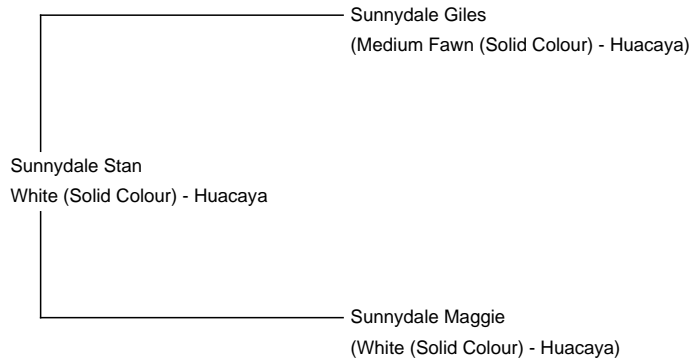 Sunnydale Giles
(Medium Fawn (Solid Colour) - Huacaya)
Sunnydale Stan
White (Solid Colour) - Huacaya
Sunnydale Maggie
(White (Solid Colour) - Huacaya)